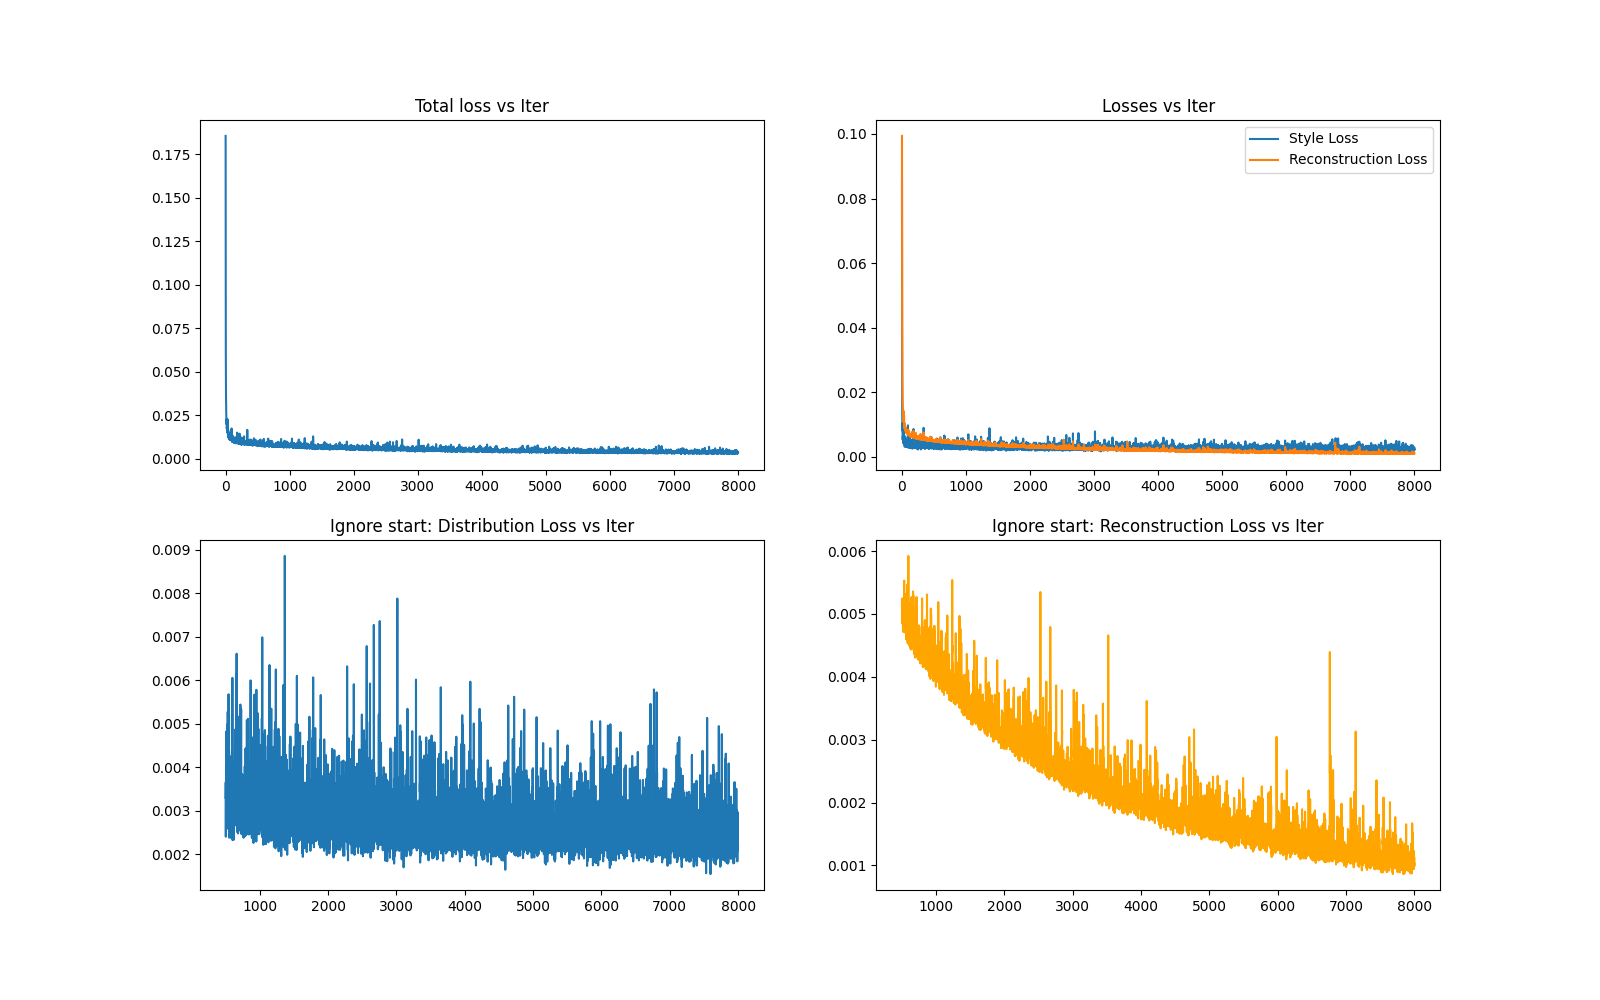 Total loss vs Iter
0.175
0.150
0.125
0.100
0.075
0.050
0.025
0.000
0 1000 2000 3000 4000 5000 6000 7000 8000
Losses vs Iter
Style Loss
Reconstruction Loss
0.10
0.08
0.06
0.04
0.02
0.00
0 1000 2000 3000 4000 5000 6000 7000 8000
Ignore start: Distribution Loss vs Iter
0.009
0.008
0.007
0.006
0.005
0.004
0.003
0.002
1000 2000 3000 4000 5000 6000 7000 8000
Ignore start: Reconstruction Loss vs Iter
0.006
0.005
0.004
0.003
0.002
0.001
1000 2000 3000 4000 5000 6000 7000 8000